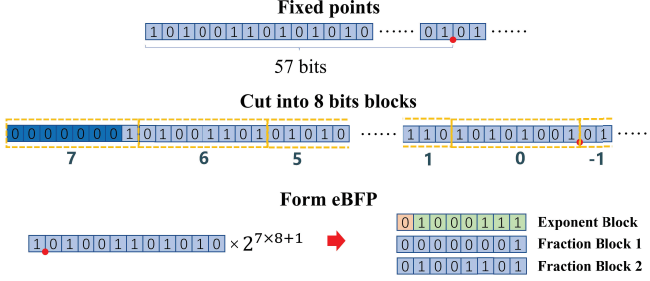 Fixed points
1 0 1 0 0 1 1 0 1 0 1 0 1 0 ······ 0 1 0 1 ······
57 bits
Cut into 8 bits blocks
0 0 0 0 0 0 0 1 0 1 0 0 1 1 0 1 0 1 0 1 0 ······ 1 1 0 1 0 1 0 1 0 0 1 0 1 ······
7 6 5 1 0 -1
Form eBFP
1 0 1 0 0 1 1 0 1 0 1 0 × 2^{7×8+1}
0 1 0 0 0 1 1 1 Exponent Block
0 0 0 0 0 0 0 1 Fraction Block 1
0 1 0 0 1 1 0 1 Fraction Block 2